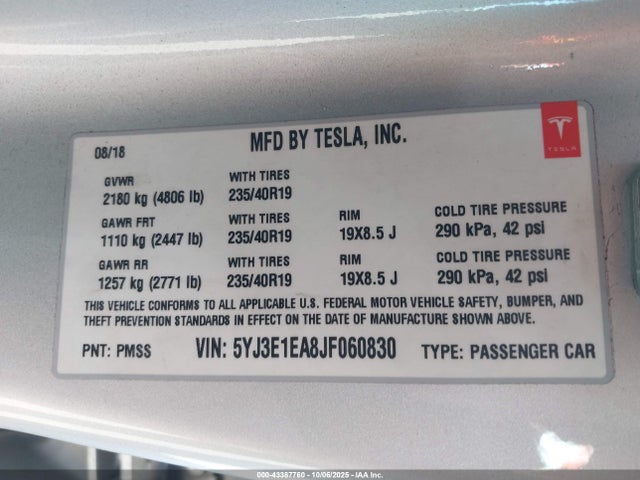 08/18
MFD BY TESLA, INC.
TESLA
GVWR WITH TIRES
2180 kg (4806 lb) 235/40R19
GAWR FRT WITH TIRES RIM COLD TIRE PRESSURE
1110 kg (2447 lb) 235/40R19 19X8.5 J 290 kPa, 42 psi
GAWR RR WITH TIRES RIM COLD TIRE PRESSURE
1257 kg (2771 lb) 235/40R19 19X8.5 J 290 kPa, 42 psi
THIS VEHICLE CONFORMS TO ALL APPLICABLE U.S. FEDERAL MOTOR VEHICLE SAFETY, BUMPER, AND
THEFT PREVENTION STANDARDS IN EFFECT ON THE DATE OF MANUFACTURE SHOWN ABOVE.
PNT: PMSS VIN: 5YJ3E1EA8JF060830 TYPE: PASSENGER CAR
000-43387760 - 10/06/2025 - IAA Inc.